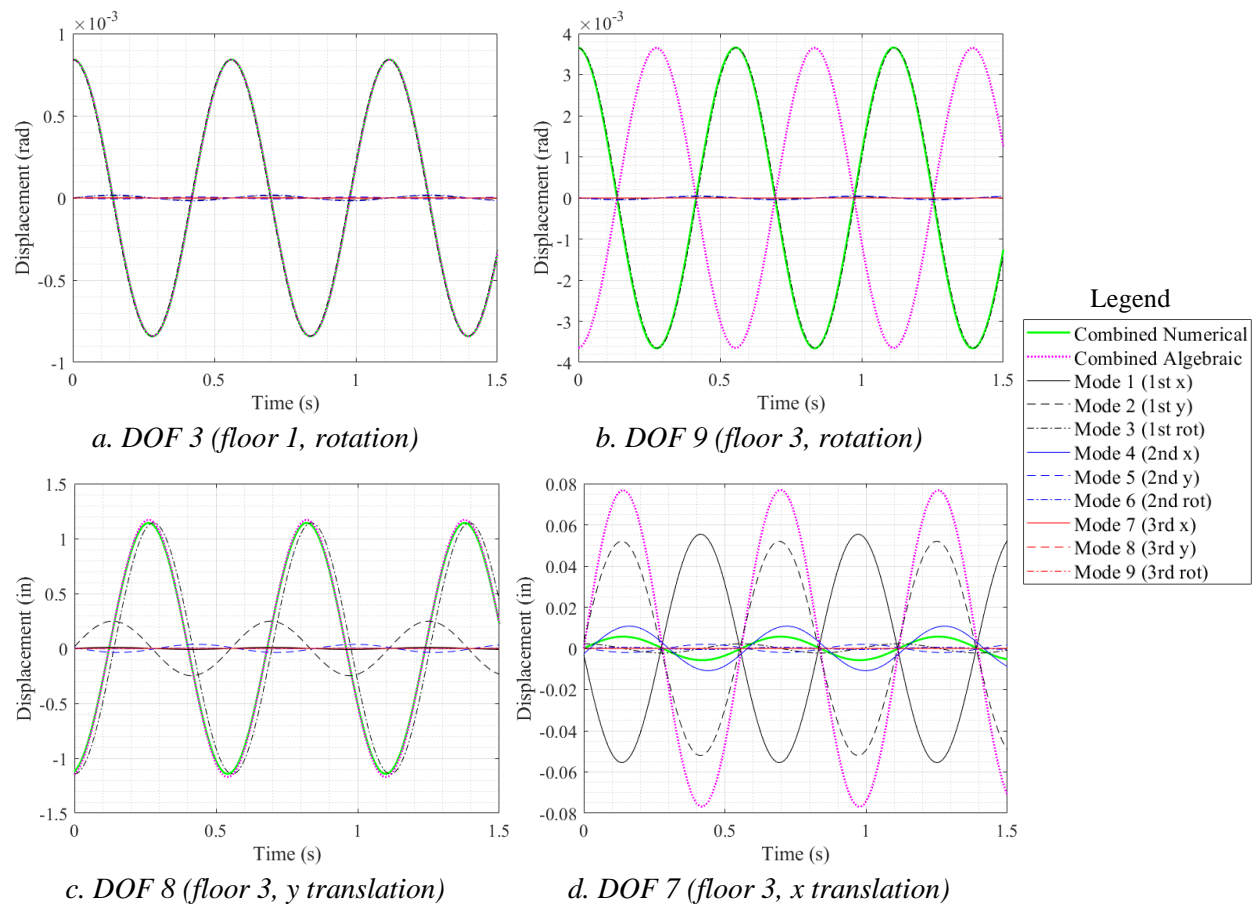 ×10⁻³
1
0.5
0
-0.5
-1
Displacement (rad)
0 0.5 1 1.5
Time (s)
a. DOF 3 (floor 1, rotation)
×10⁻³
4
3
2
1
0
-1
-2
-3
-4
Displacement (rad)
0 0.5 1 1.5
Time (s)
b. DOF 9 (floor 3, rotation)
1.5
1
0.5
0
-0.5
-1
-1.5
Displacement (in)
0 0.5 1 1.5
Time (s)
c. DOF 8 (floor 3, y translation)
0.08
0.06
0.04
0.02
0
-0.02
-0.04
-0.06
-0.08
Displacement (in)
0 0.5 1 1.5
Time (s)
d. DOF 7 (floor 3, x translation)
Legend
Combined Numerical
Combined Algebraic
Mode 1 (1st x)
Mode 2 (1st y)
Mode 3 (1st rot)
Mode 4 (2nd x)
Mode 5 (2nd y)
Mode 6 (2nd rot)
Mode 7 (3rd x)
Mode 8 (3rd y)
Mode 9 (3rd rot)